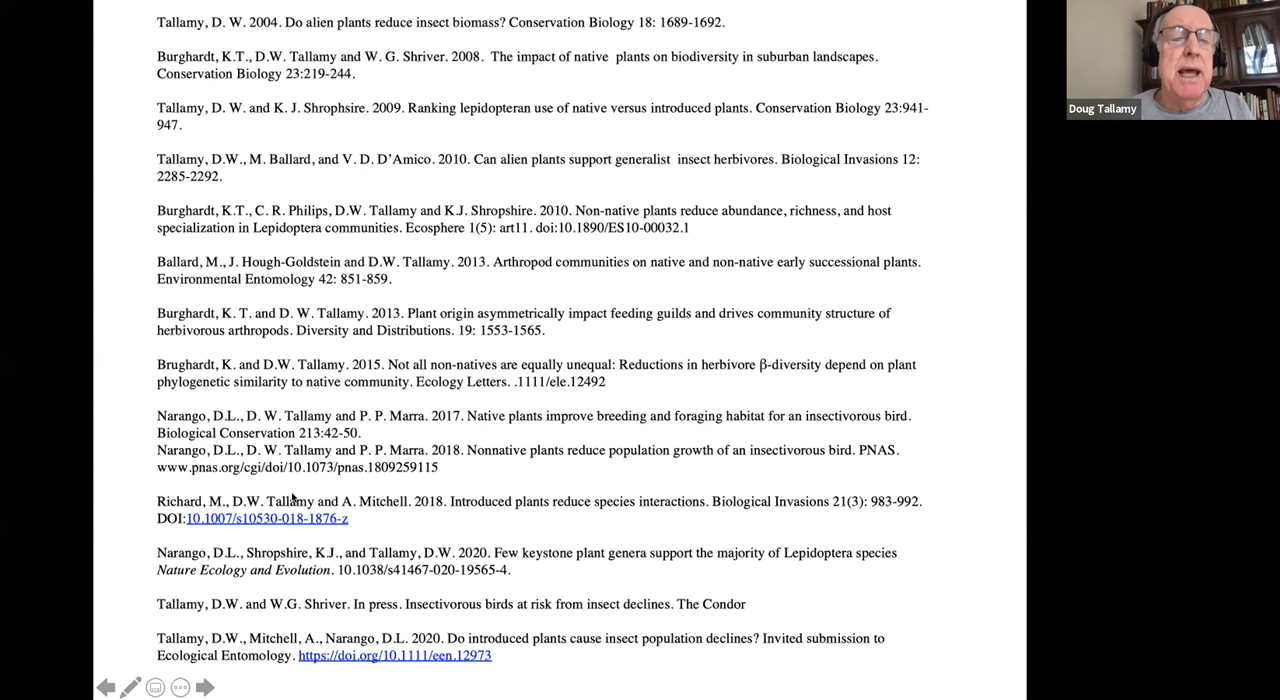 Tallamy, D. W. 2004. Do alien plants reduce insect biomass? Conservation Biology 18: 1689-1692.
Burghardt, K.T., D.W. Tallamy and W. G. Shriver. 2008. The impact of native plants on biodiversity in suburban landscapes.
Conservation Biology 23:219-244.
Tallamy, D. W. and K. J. Shrophsire. 2009. Ranking lepidopteran use of native versus introduced plants. Conservation Biology 23:941-
947.
Tallamy, D.W., M. Ballard, and V. D. D’Amico. 2010. Can alien plants support generalist insect herbivores. Biological Invasions 12:
2285-2292.
Burghardt, K.T., C. R. Philips, D.W. Tallamy and K.J. Shropshire. 2010. Non-native plants reduce abundance, richness, and host
specialization in Lepidoptera communities. Ecosphere 1(5): art11. doi:10.1890/ES10-00032.1
Ballard, M., J. Hough-Goldstein and D.W. Tallamy. 2013. Arthropod communities on native and non-native early successional plants.
Environmental Entomology 42: 851-859.
Burghardt, K. T. and D. W. Tallamy. 2013. Plant origin asymmetrically impact feeding guilds and drives community structure of
herbivorous arthropods. Diversity and Distributions. 19: 1553-1565.
Brughardt, K. and D.W. Tallamy. 2015. Not all non-natives are equally unequal: Reductions in herbivore β-diversity depend on plant
phylogenetic similarity to native community. Ecology Letters. .1111/ele.12492
Narango, D.L., D. W. Tallamy and P. P. Marra. 2017. Native plants improve breeding and foraging habitat for an insectivorous bird.
Biological Conservation 213:42-50.
Narango, D.L., D. W. Tallamy and P. P. Marra. 2018. Nonnative plants reduce population growth of an insectivorous bird. PNAS.
www.pnas.org/cgi/doi/10.1073/pnas.1809259115
Richard, M., D.W. Tallamy and A. Mitchell. 2018. Introduced plants reduce species interactions. Biological Invasions 21(3): 983-992.
DOI:10.1007/s10530-018-1876-z
Narango, D.L., Shropshire, K.J., and Tallamy, D.W. 2020. Few keystone plant genera support the majority of Lepidoptera species
Nature Ecology and Evolution. 10.1038/s41467-020-19565-4.
Tallamy, D.W. and W.G. Shriver. In press. Insectivorous birds at risk from insect declines. The Condor
Tallamy, D.W., Mitchell, A., Narango, D.L. 2020. Do introduced plants cause insect population declines? Invited submission to
Ecological Entomology. https://doi.org/10.1111/een.12973
Doug Tallamy